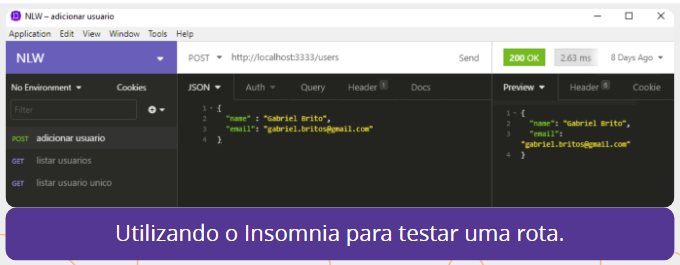 NLW – adicionar usuario
Application Edit View Window Tools Help
NLW
POST http://localhost:3333/users Send
200 OK 2.63 ms 8 Days Ago
No Environment Cookies
JSON Auth Query Header 1 Docs
Preview Header 6 Cookie
Filter
POST adicionar usuario
GET listar usuarios
GET listar usuario unico
1 {
2 "name" : "Gabriel Brito",
3 "email": "gabriel.britos@gmail.com"
4 }
1 {
2 "name": "Gabriel Brito",
3 "email":
"gabriel.britos@gmail.com"
4 }
Utilizando o Insomnia para testar uma rota.